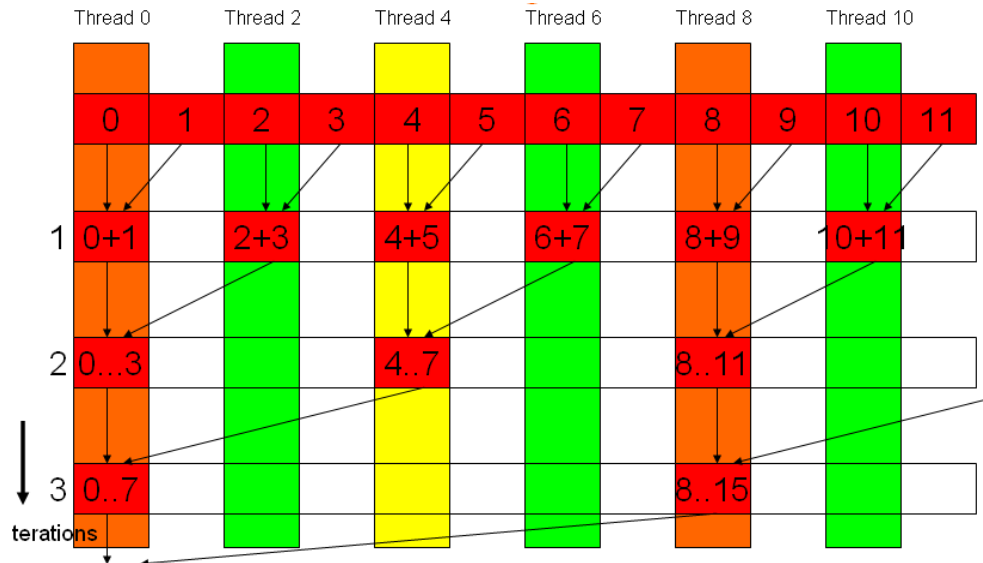 Thread 0 Thread 2 Thread 4 Thread 6 Thread 8 Thread 10
0 1 2 3 4 5 6 7 8 9 10 11
1 0+1 2+3 4+5 6+7 8+9 10+11
2 0...3 4..7 8..11
3 0..7 8..15
terations